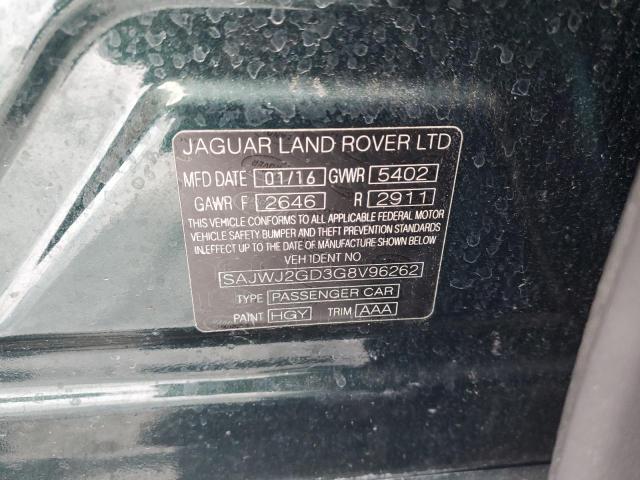 JAGUAR LAND ROVER LTD
MFD DATE 01/16 GVWR 5402
GAWR F 2646 R 2911
THIS VEHICLE CONFORMS TO ALL APPLICABLE FEDERAL MOTOR
VEHICLE SAFETY, BUMPER AND THEFT PREVENTION STANDARDS
IN EFFECT UP TO THE DATE OF MANUFACTURE SHOWN BELOW
VEH IDENT NO
SAJWJ2GD3G8V96262
TYPE PASSENGER CAR
PAINT HGY TRIM AAA